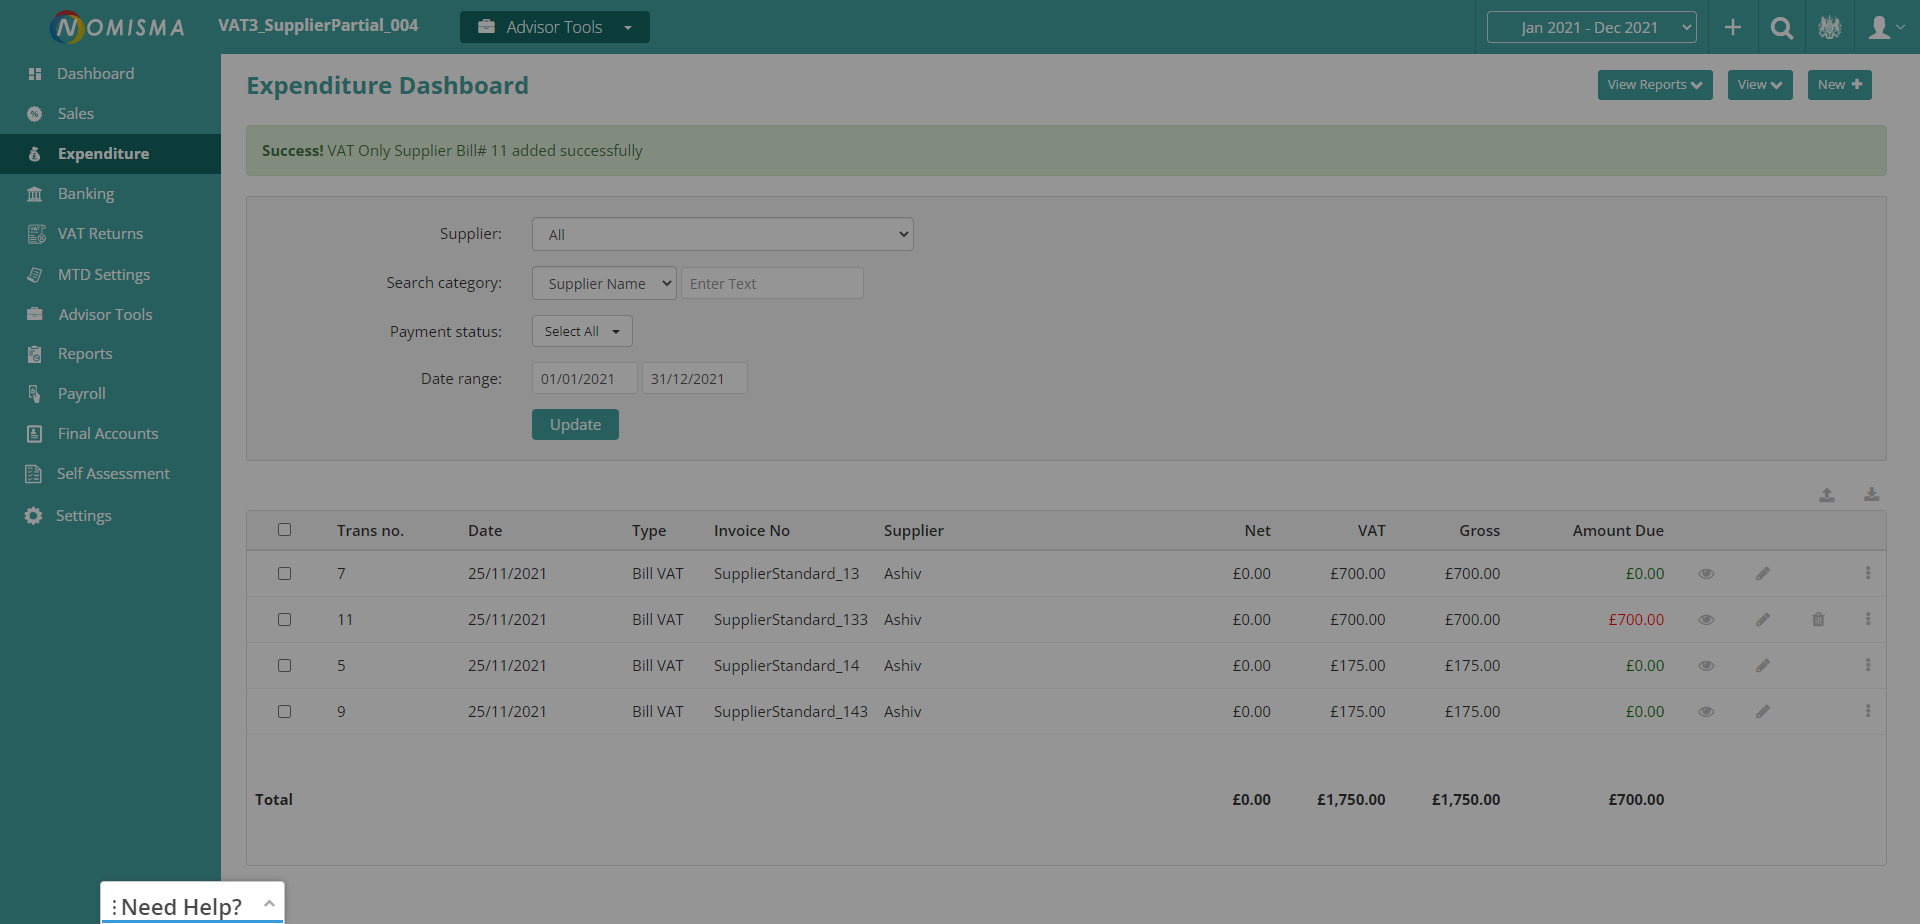 NOMISMA
VAT3_SupplierPartial_004
Advisor Tools
Jan 2021 - Dec 2021
Dashboard
Sales
Expenditure
Banking
VAT Returns
MTD Settings
Advisor Tools
Reports
Payroll
Final Accounts
Self Assessment
Settings
Expenditure Dashboard
View Reports
View
New
Success! VAT Only Supplier Bill# 11 added successfully
Supplier: All
Search category: Supplier Name Enter Text
Payment status: Select All
Date range: 01/01/2021 31/12/2021
Update
Trans no. Date Type Invoice No Supplier Net VAT Gross Amount Due
7 25/11/2021 Bill VAT SupplierStandard_13 Ashiv £0.00 £700.00 £700.00 £0.00
11 25/11/2021 Bill VAT SupplierStandard_133 Ashiv £0.00 £700.00 £700.00 £700.00
5 25/11/2021 Bill VAT SupplierStandard_14 Ashiv £0.00 £175.00 £175.00 £0.00
9 25/11/2021 Bill VAT SupplierStandard_143 Ashiv £0.00 £175.00 £175.00 £0.00
Total £0.00 £1,750.00 £1,750.00 £700.00
Need Help?